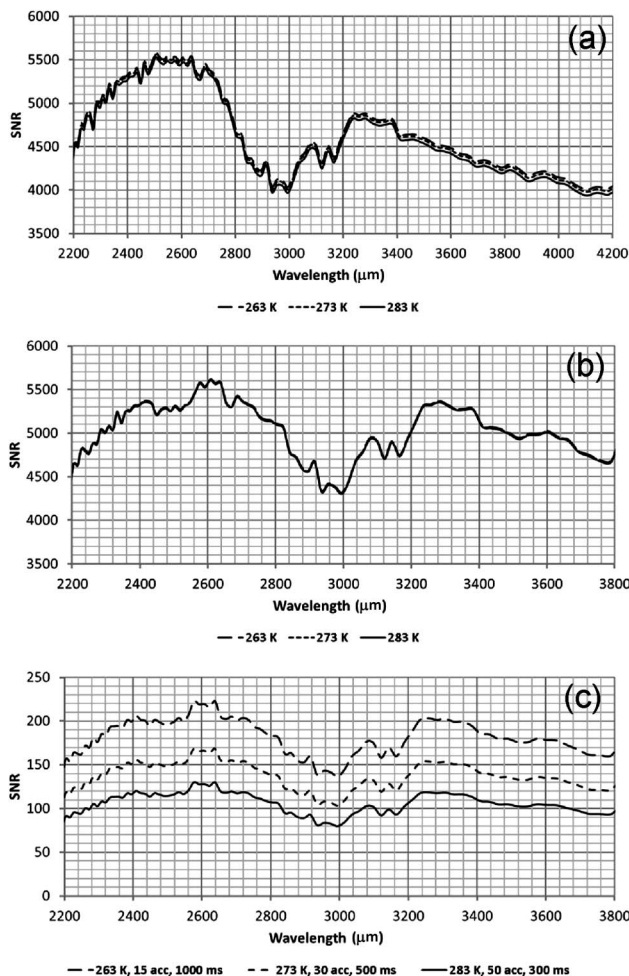 (a)
6000
5500
5000
4500
4000
3500
SNR
2200 2400 2600 2800 3000 3200 3400 3600 3800 4000 4200
Wavelength (μm)
263 K 273 K 283 K
(b)
6000
5500
5000
4500
4000
3500
SNR
2200 2400 2600 2800 3000 3200 3400 3600 3800
Wavelength (μm)
263 K 273 K 283 K
(c)
250
200
150
100
50
0
SNR
2200 2400 2600 2800 3000 3200 3400 3600 3800
Wavelength (μm)
263 K, 15 acc, 1000 ms 273 K, 30 acc, 500 ms 283 K, 50 acc, 300 ms